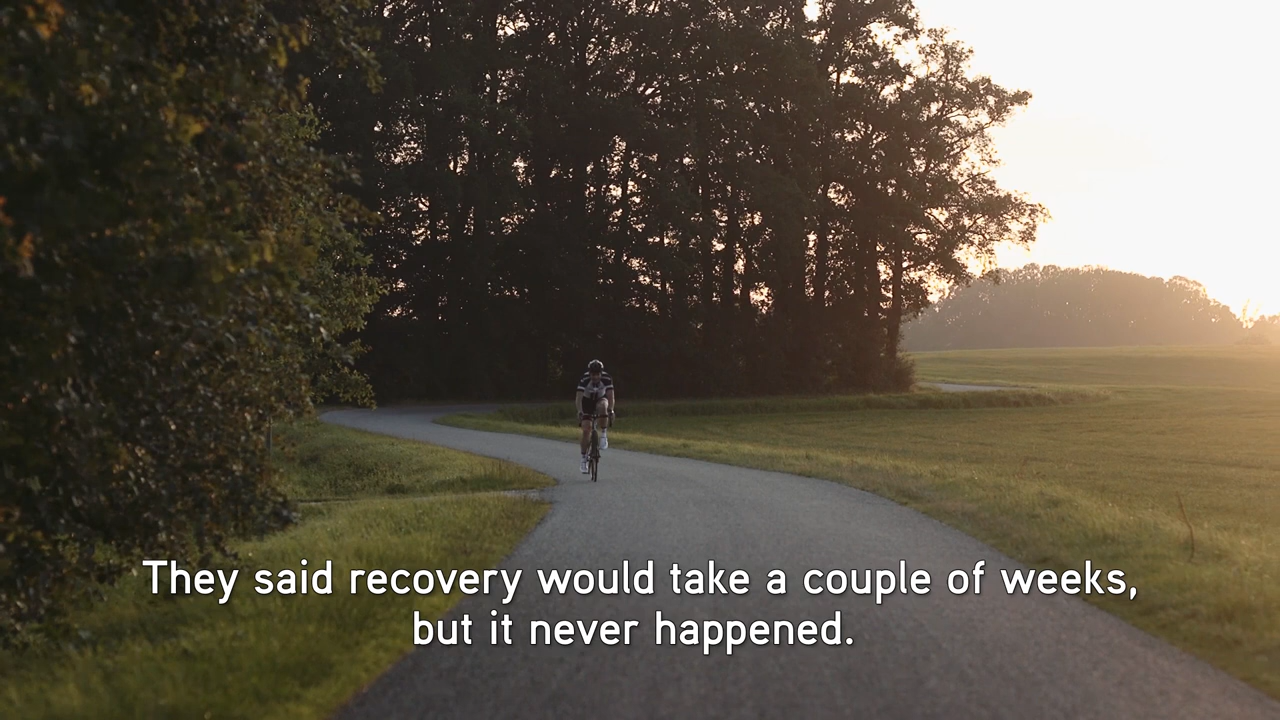 They said recovery would take a couple of weeks,
but it never happened.